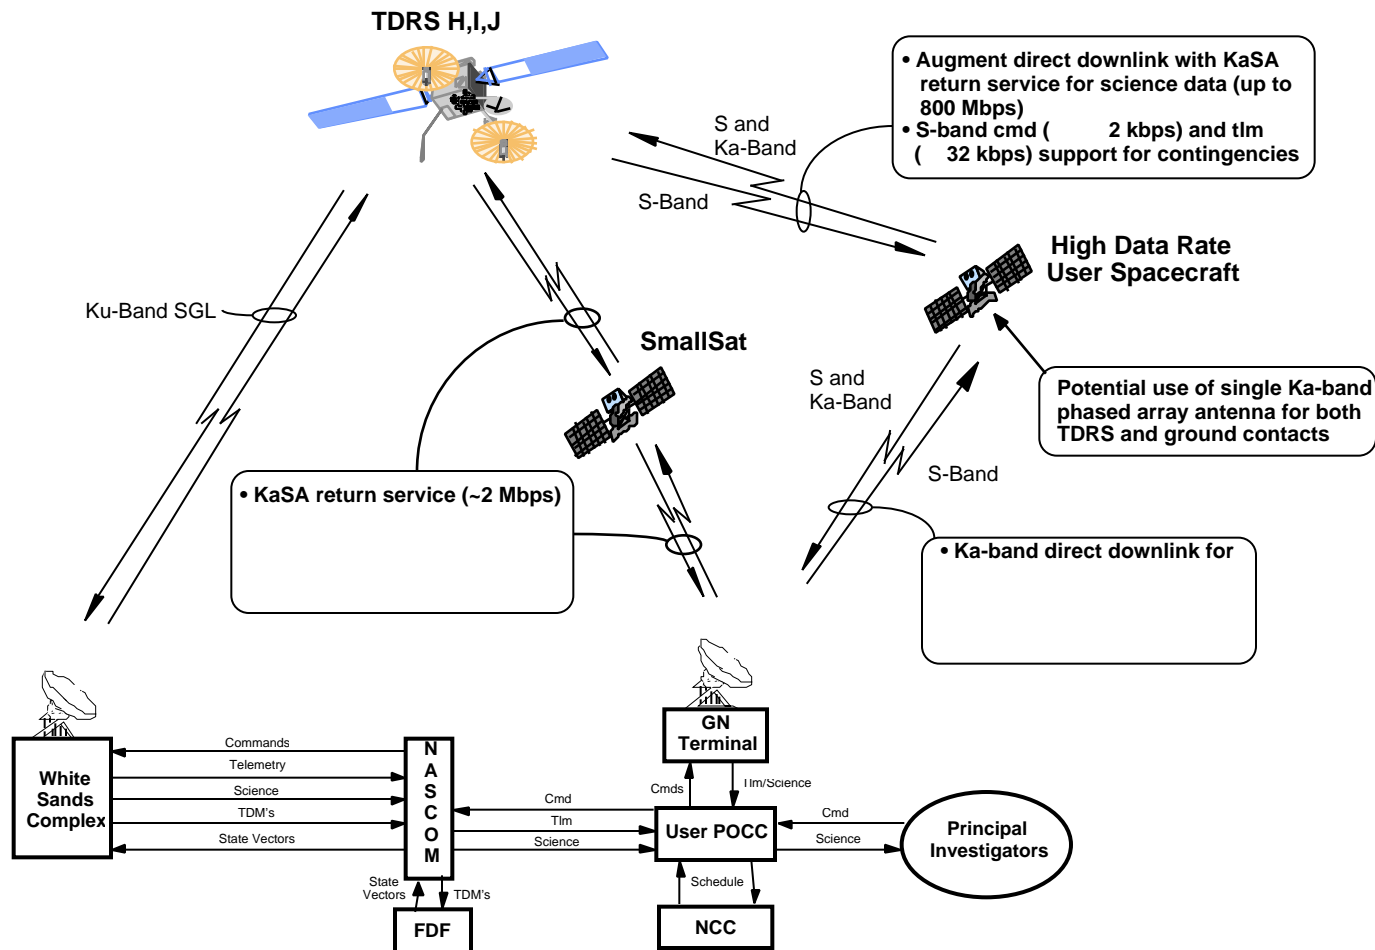 TDRS H,I,J
• Augment direct downlink with KaSA
return service for science data (up to
800 Mbps)
• S-band cmd ( 2 kbps) and tlm
( 32 kbps) support for contingencies
S and
Ka-Band
S-Band
High Data Rate
User Spacecraft
Ku-Band SGL
SmallSat
S and
Ka-Band
Potential use of single Ka-band
phased array antenna for both
TDRS and ground contacts
S-Band
• KaSA return service (~2 Mbps)
• Ka-band direct downlink for
White
Sands
Complex
Commands
Telemetry
Science
TDM's
State Vectors
N
A
S
C
O
M
State
Vectors
TDM's
FDF
GN
Terminal
Cmds
Tlm/Science
Cmd
Tlm
Science
User POCC
Schedule
NCC
Cmd
Science
Principal
Investigators